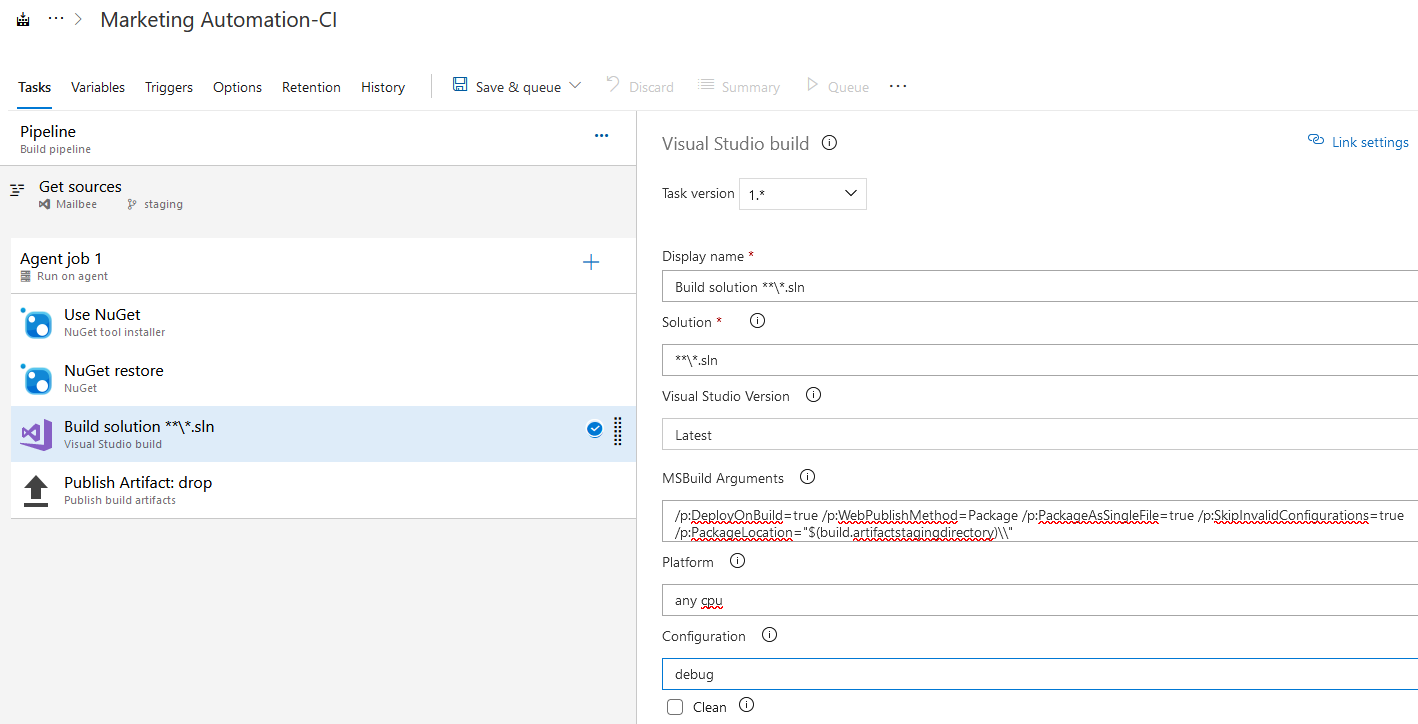 ... > Marketing Automation-CI
Tasks Variables Triggers Options Retention History Save & queue Discard Summary Queue ...
Pipeline
Build pipeline
Get sources
Mailbee staging
Agent job 1
Run on agent
Use NuGet
NuGet tool installer
NuGet restore
NuGet
Build solution **\*.sln
Visual Studio build
Publish Artifact: drop
Publish build artifacts
Visual Studio build
Link settings
Task version 1.*
Display name *
Build solution **\*.sln
Solution *
**\*.sln
Visual Studio Version
Latest
MSBuild Arguments
/p:DeployOnBuild=true /p:WebPublishMethod=Package /p:PackageAsSingleFile=true /p:SkipInvalidConfigurations=true
/p:PackageLocation="$(build.artifactstagingdirectory)\\"
Platform
any cpu
Configuration
debug
Clean